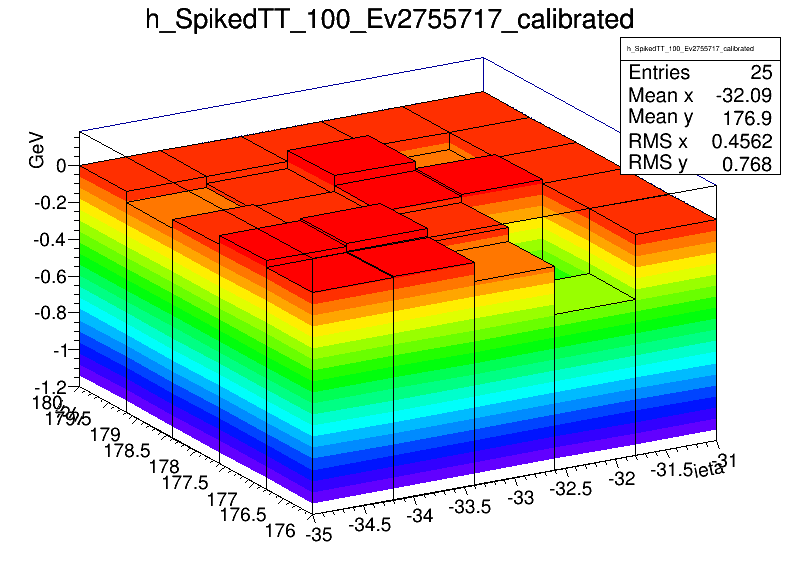 h_SpikedTT_100_Ev2755717_calibrated
h_SpikedTT_100_Ev2755717_calibrated
Entries 25
Mean x -32.09
Mean y 176.9
RMS x 0.4562
RMS y 0.768
GeV
0
-0.2
-0.4
-0.6
-0.8
-1
-1.2
180
179.5
179
178.5
178
177.5
177
176.5
176
-35
-34.5
-34
-33.5
-33
-32.5
-32
-31.5
-31
ieta